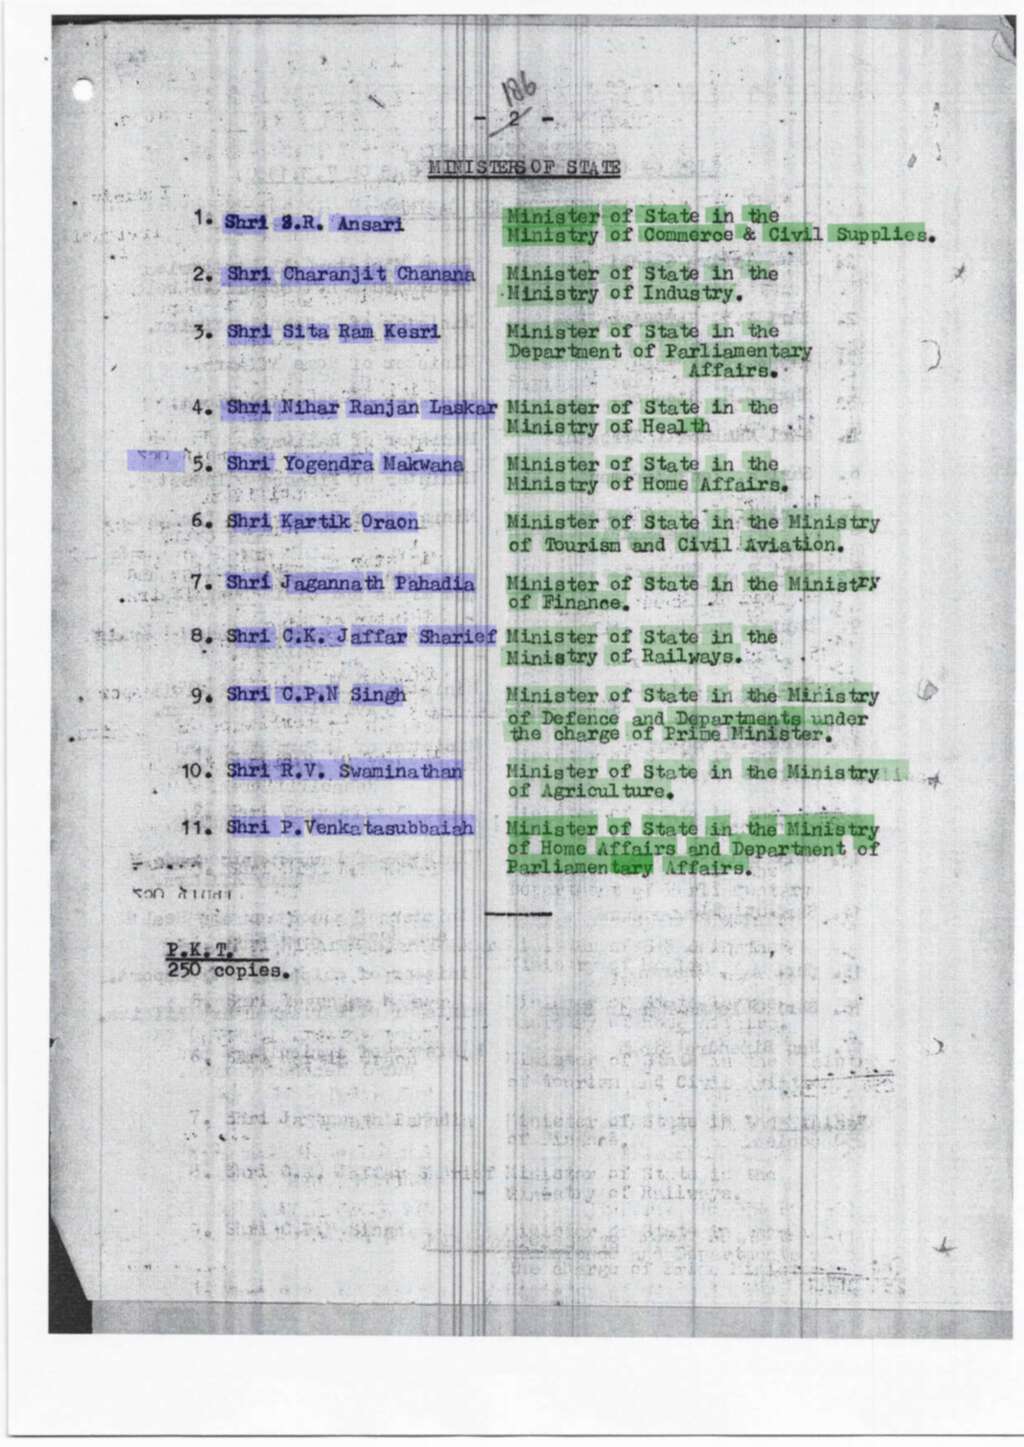 186
- 2 -
MINISTERS OF STATE
1. Shri S.R. Ansari Minister of State in the
Ministry of Commerce & Civil Supplies.
2. Shri Charanjit Chanana Minister of State in the
Ministry of Industry.
3. Shri Sita Ram Kesri Minister of State in the
Department of Parliamentary
Affairs.
4. Shri Nihar Ranjan Laskar Minister of State in the
Ministry of Health
5. Shri Yogendra Makwana Minister of State in the
Ministry of Home Affairs.
6. Shri Kartik Oraon Minister of State in the Ministry
of Tourism and Civil Aviation.
7. Shri Jagannath Pahadia Minister of State in the Ministry
of Finance.
8. Shri C.K. Jaffar Sharief Minister of State in the
Ministry of Railways.
9. Shri C.P.N Singh Minister of State in the Ministry
of Defence and Departments under
the charge of Prime Minister.
10. Shri R.V. Swaminathan Minister of State in the Ministry
of Agriculture.
11. Shri P.Venkatasubbaiah Minister of State in the Ministry
of Home Affairs and Department of
Parliamentary Affairs.
P.K.T.
250 copies.